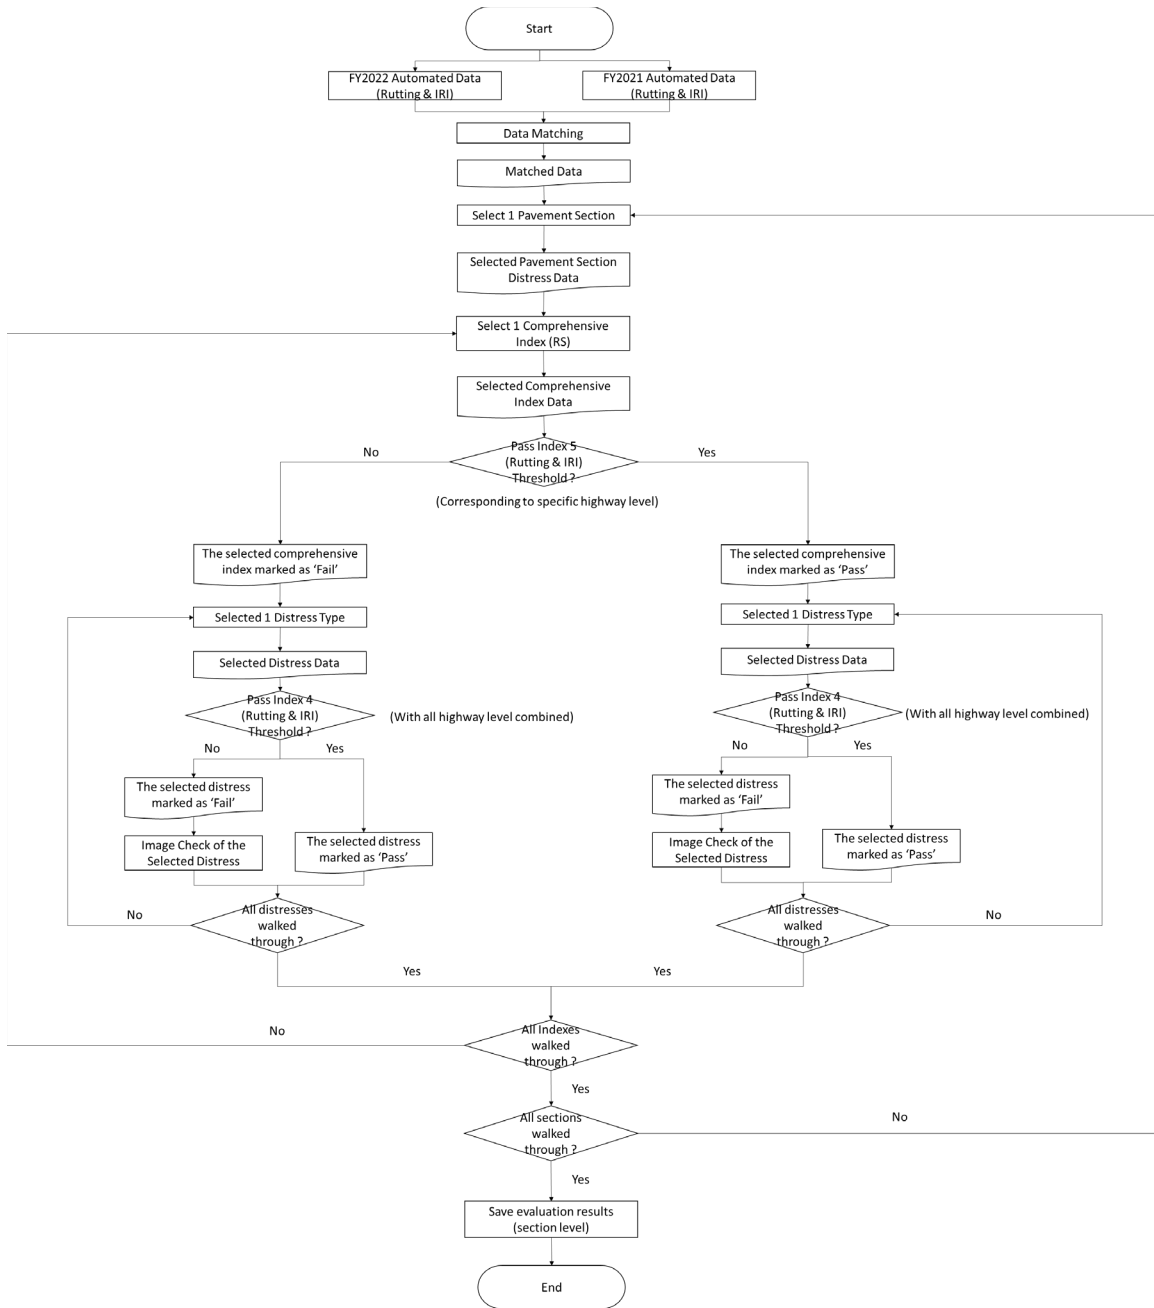 Start
FY2022 Automated Data
(Rutting & IRI)
FY2021 Automated Data
(Rutting & IRI)
Data Matching
Matched Data
Select 1 Pavement Section
Selected Pavement Section
Distress Data
Select 1 Comprehensive
Index (RS)
Selected Comprehensive
Index Data
Pass Index 5
(Rutting & IRI)
Threshold ?
No
Yes
(Corresponding to specific highway level)
The selected comprehensive
index marked as ‘Fail’
The selected comprehensive
index marked as ‘Pass’
Selected 1 Distress Type
Selected 1 Distress Type
Selected Distress Data
Selected Distress Data
Pass Index 4
(Rutting & IRI)
Threshold ?
(With all highway level combined)
Pass Index 4
(Rutting & IRI)
Threshold ?
(With all highway level combined)
No
Yes
No
Yes
The selected distress
marked as ‘Fail’
The selected distress
marked as ‘Fail’
Image Check of the
Selected Distress
The selected distress
marked as ‘Pass’
Image Check of the
Selected Distress
The selected distress
marked as ‘Pass’
No
All distresses
walked
through ?
All distresses
walked
through ?
No
Yes
Yes
No
All Indexes
walked
through ?
Yes
All sections
walked
through ?
No
Yes
Save evaluation results
(section level)
End